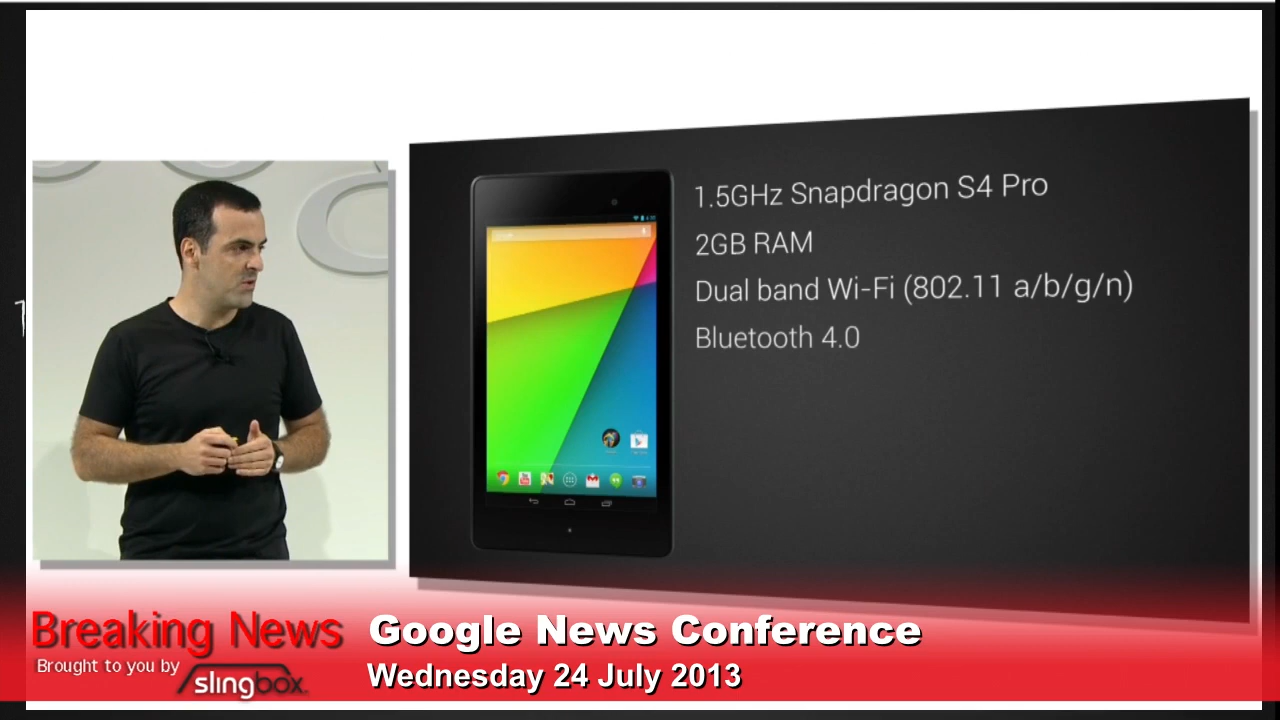 1.5GHz Snapdragon S4 Pro
2GB RAM
Dual band Wi-Fi (802.11 a/b/g/n)
Bluetooth 4.0
Breaking News
Brought to you by
slingbox
Google News Conference
Wednesday 24 July 2013